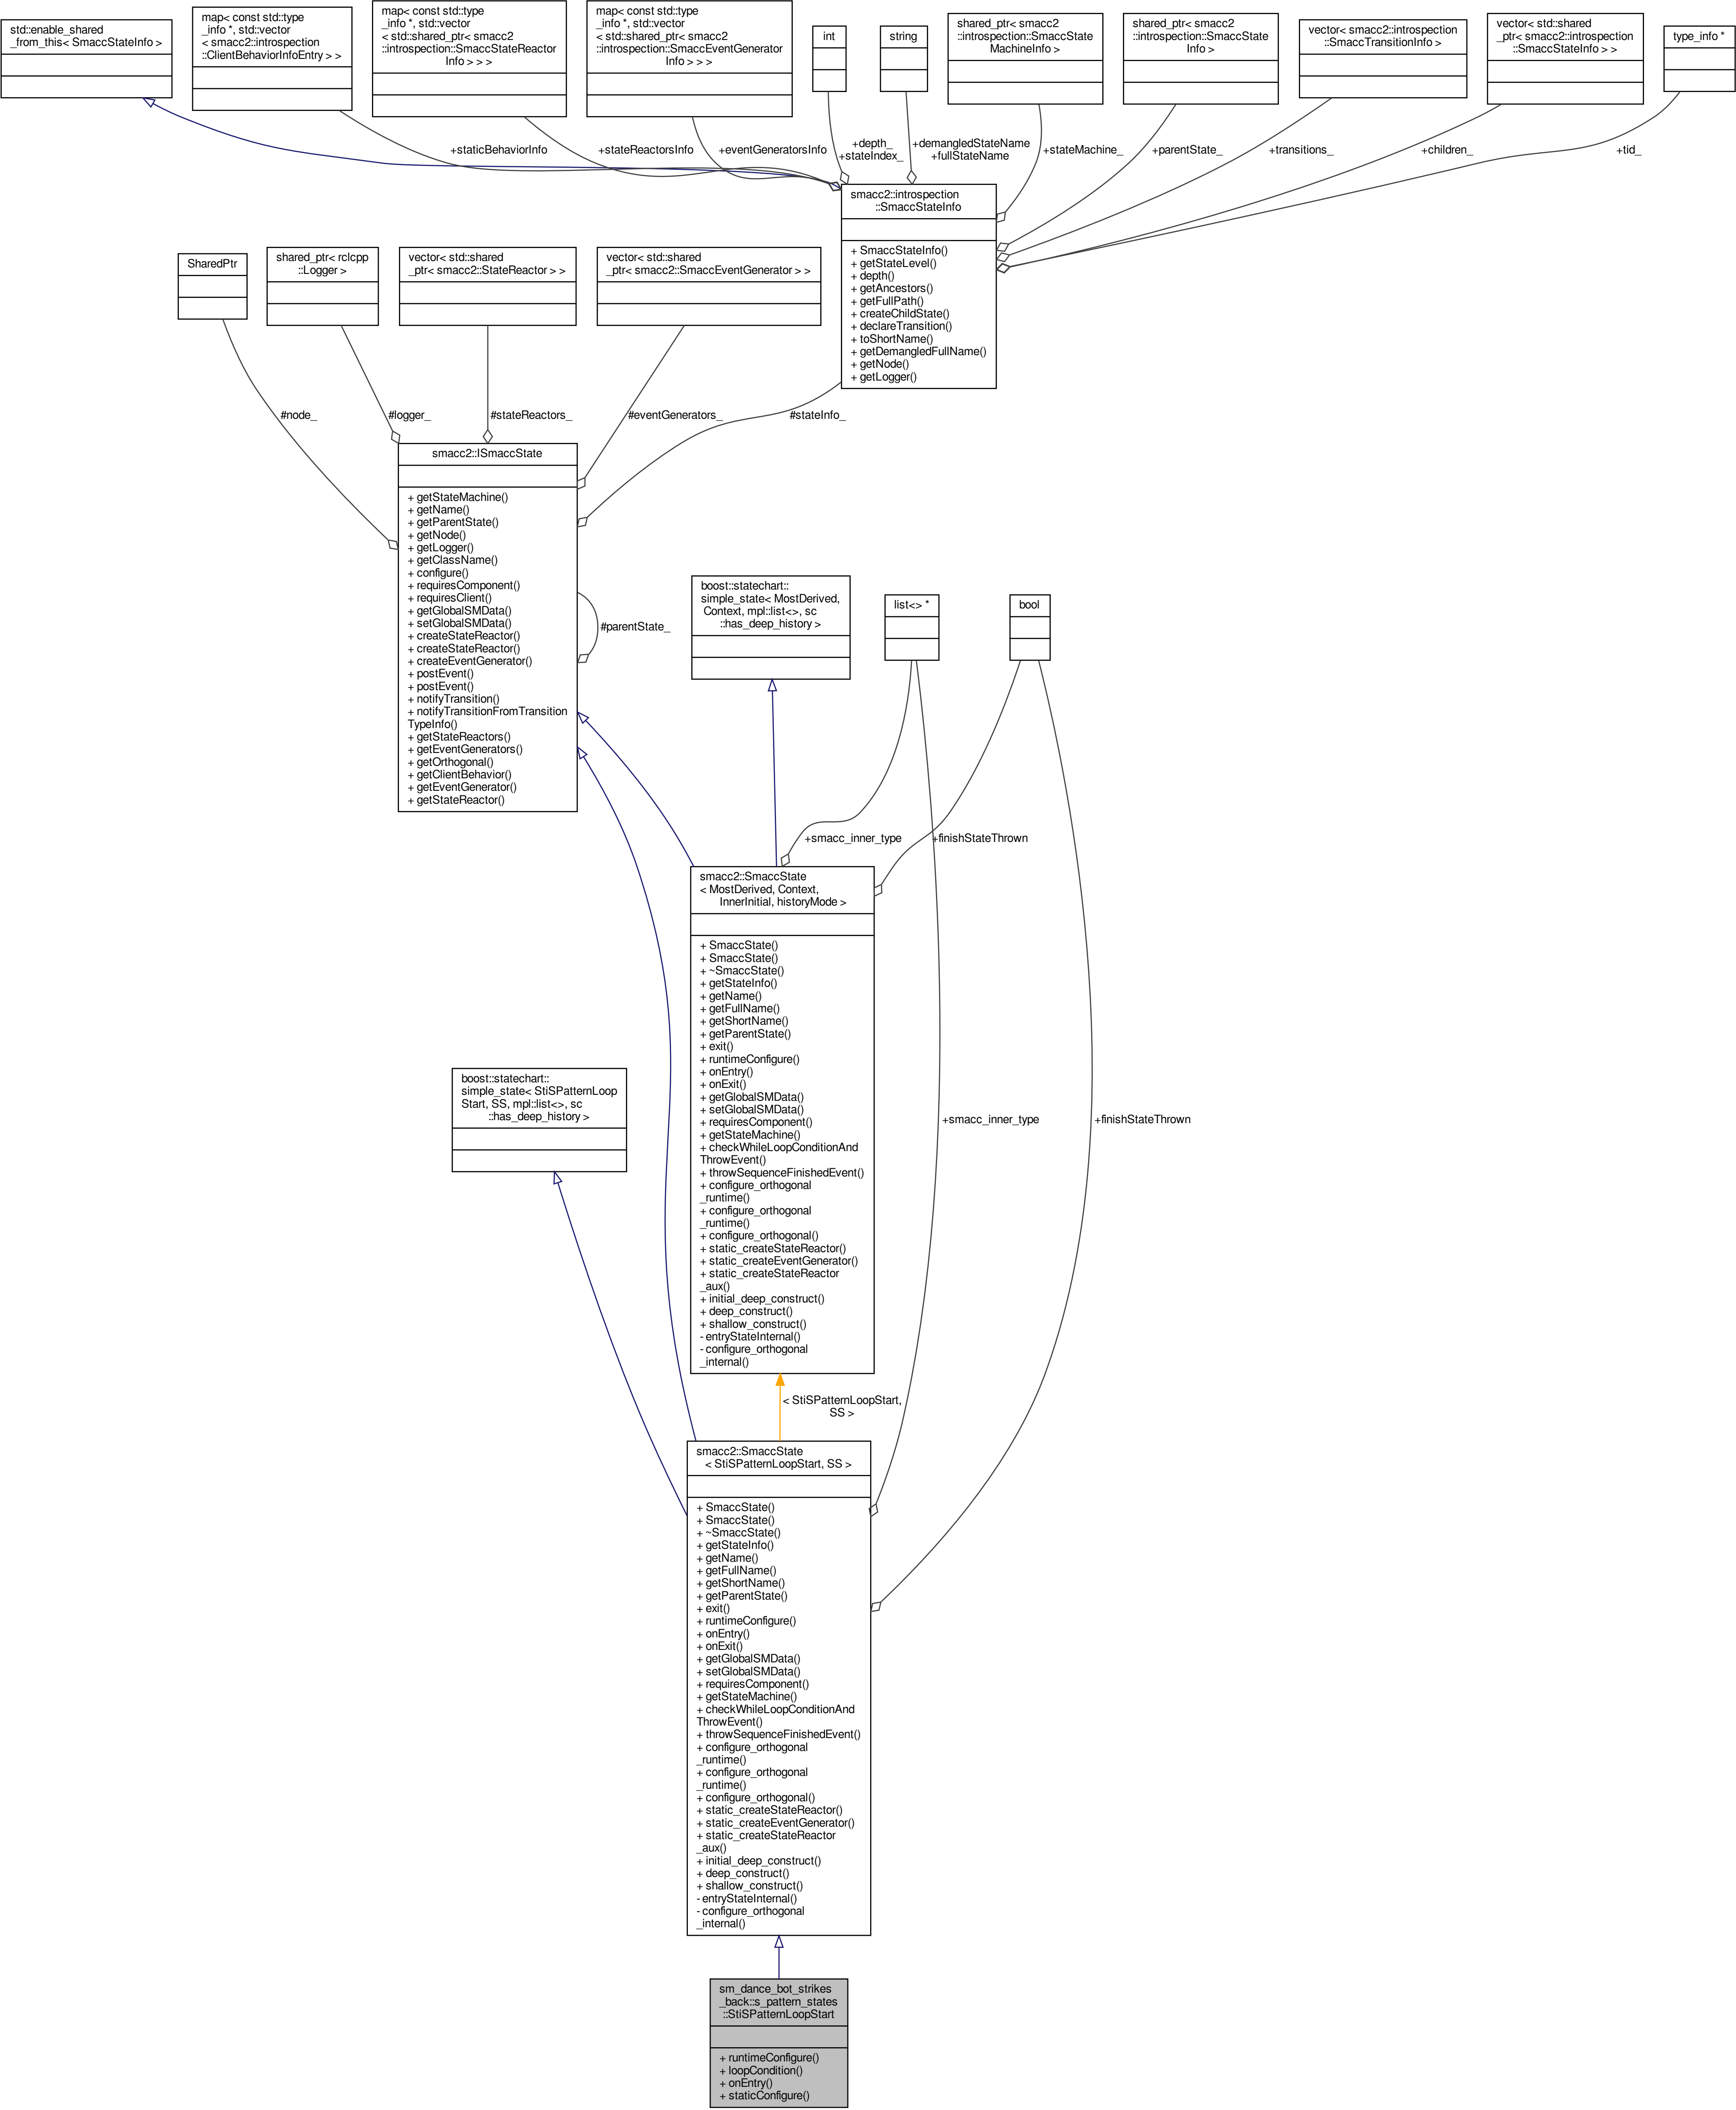 std::enable_shared
_from_this< SmaccStateInfo >
map< const std::type
_info *, std::vector
< smacc2::introspection
::ClientBehaviorInfoEntry > >
map< const std::type
_info *, std::vector
< std::shared_ptr< smacc2
::introspection::SmaccStateReactor
Info > > >
map< const std::type
_info *, std::vector
< std::shared_ptr< smacc2
::introspection::SmaccEventGenerator
Info > > >
int
string
shared_ptr< smacc2
::introspection::SmaccState
MachineInfo >
shared_ptr< smacc2
::introspection::SmaccState
Info >
vector< smacc2::introspection
::SmaccTransitionInfo >
vector< std::shared
_ptr< smacc2::introspection
::SmaccStateInfo > >
type_info *
+staticBehaviorInfo
+stateReactorsInfo
+eventGeneratorsInfo
+depth_
+stateIndex_
+demangledStateName
+fullStateName
+stateMachine_
+parentState_
+transitions_
+children_
+tid_
smacc2::introspection
::SmaccStateInfo
+ SmaccStateInfo()
+ getStateLevel()
+ depth()
+ getAncestors()
+ getFullPath()
+ createChildState()
+ declareTransition()
+ toShortName()
+ getDemangledFullName()
+ getNode()
+ getLogger()
SharedPtr
shared_ptr< rclcpp
::Logger >
vector< std::shared
_ptr< smacc2::StateReactor > >
vector< std::shared
_ptr< smacc2::SmaccEventGenerator > >
#node_
#logger_
#stateReactors_
#eventGenerators_
#stateInfo_
smacc2::ISmaccState
+ getStateMachine()
+ getName()
+ getParentState()
+ getNode()
+ getLogger()
+ getClassName()
+ configure()
+ requiresComponent()
+ requiresClient()
+ getGlobalSMData()
+ setGlobalSMData()
+ createStateReactor()
+ createStateReactor()
+ createEventGenerator()
+ postEvent()
+ postEvent()
+ notifyTransition()
+ notifyTransitionFromTransition
TypeInfo()
+ getStateReactors()
+ getEventGenerators()
+ getOrthogonal()
+ getClientBehavior()
+ getEventGenerator()
+ getStateReactor()
#parentState_
boost::statechart::
simple_state< MostDerived,
Context, mpl::list<>, sc
::has_deep_history >
list<> *
bool
+smacc_inner_type
+finishStateThrown
smacc2::SmaccState
< MostDerived, Context,
InnerInitial, historyMode >
+ SmaccState()
+ SmaccState()
+ ~SmaccState()
+ getStateInfo()
+ getName()
+ getFullName()
+ getShortName()
+ getParentState()
+ exit()
+ runtimeConfigure()
+ onEntry()
+ onExit()
+ getGlobalSMData()
+ setGlobalSMData()
+ requiresComponent()
+ getStateMachine()
+ checkWhileLoopConditionAnd
ThrowEvent()
+ throwSequenceFinishedEvent()
+ configure_orthogonal
_runtime()
+ configure_orthogonal
_runtime()
+ configure_orthogonal()
+ static_createStateReactor()
+ static_createEventGenerator()
+ static_createStateReactor
_aux()
+ initial_deep_construct()
+ deep_construct()
+ shallow_construct()
- entryStateInternal()
- configure_orthogonal
_internal()
boost::statechart::
simple_state< StiSPatternLoop
Start, SS, mpl::list<>, sc
::has_deep_history >
+smacc_inner_type
+finishStateThrown
< StiSPatternLoopStart,
SS >
smacc2::SmaccState
< StiSPatternLoopStart, SS >
+ SmaccState()
+ SmaccState()
+ ~SmaccState()
+ getStateInfo()
+ getName()
+ getFullName()
+ getShortName()
+ getParentState()
+ exit()
+ runtimeConfigure()
+ onEntry()
+ onExit()
+ getGlobalSMData()
+ setGlobalSMData()
+ requiresComponent()
+ getStateMachine()
+ checkWhileLoopConditionAnd
ThrowEvent()
+ throwSequenceFinishedEvent()
+ configure_orthogonal
_runtime()
+ configure_orthogonal
_runtime()
+ configure_orthogonal()
+ static_createStateReactor()
+ static_createEventGenerator()
+ static_createStateReactor
_aux()
+ initial_deep_construct()
+ deep_construct()
+ shallow_construct()
- entryStateInternal()
- configure_orthogonal
_internal()
sm_dance_bot_strikes
_back::s_pattern_states
::StiSPatternLoopStart
+ runtimeConfigure()
+ loopCondition()
+ onEntry()
+ staticConfigure()